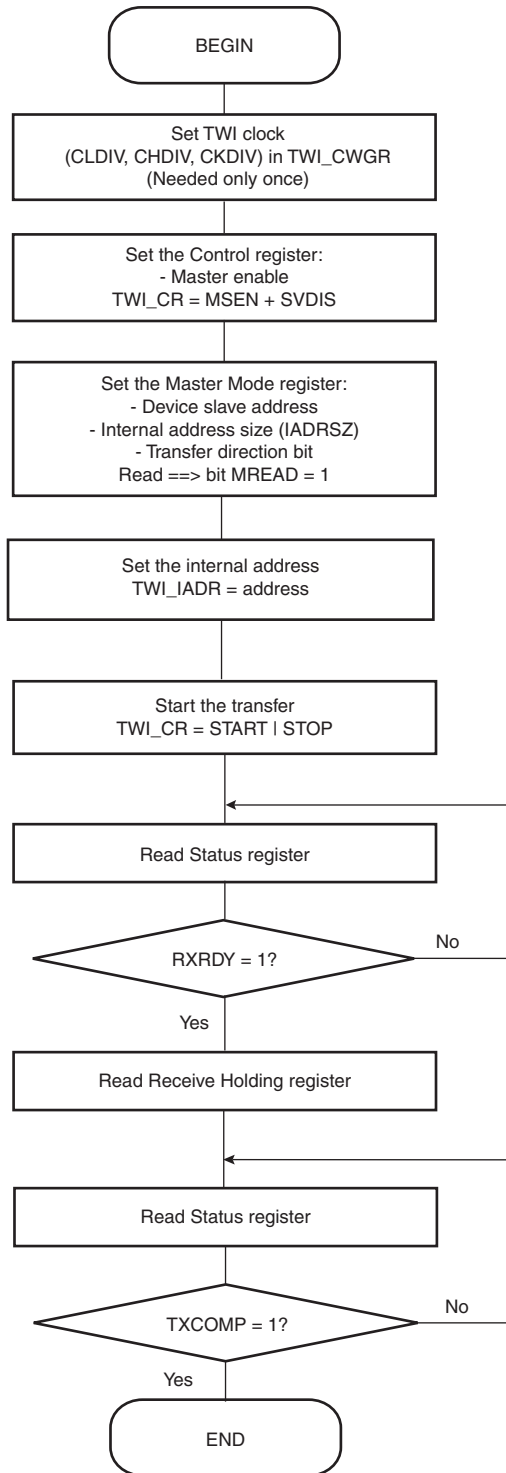 BEGIN
Set TWI clock
(CLDIV, CHDIV, CKDIV) in TWI_CWGR
(Needed only once)
Set the Control register:
- Master enable
TWI_CR = MSEN + SVDIS
Set the Master Mode register:
- Device slave address
- Internal address size (IADRSZ)
- Transfer direction bit
Read ==> bit MREAD = 1
Set the internal address
TWI_IADR = address
Start the transfer
TWI_CR = START | STOP
Read Status register
RXRDY = 1?
No
Yes
Read Receive Holding register
Read Status register
TXCOMP = 1?
No
Yes
END